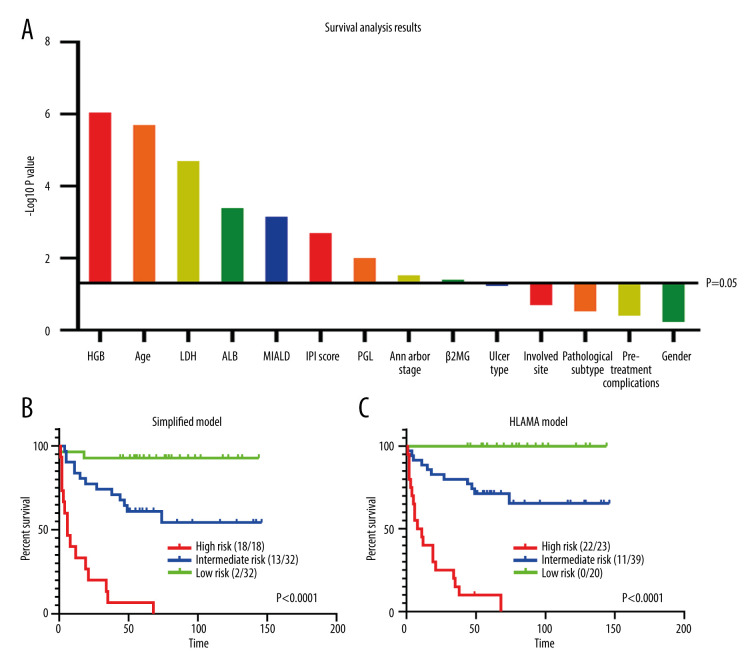 A
Survival analysis results
8
6
4
2
0
-Log10 P value
P=0.05
HGB
Age
LDH
ALB
MIALD
IPI score
PGL
Ann arbor
stage
β2MG
Ulcer
type
Involved
site
Pathological
subtype
Pre-
treatment
complications
Gender
B
Simplified model
100
50
0
Percent survival
High risk (18/18)
Intermediate risk (13/32)
Low risk (2/32)
P<0.0001
0
50
100
150
200
Time
C
HLAMA model
100
50
0
Percent survival
High risk (22/23)
Intermediate risk (11/39)
Low risk (0/20)
P<0.0001
0
50
100
150
200
Time